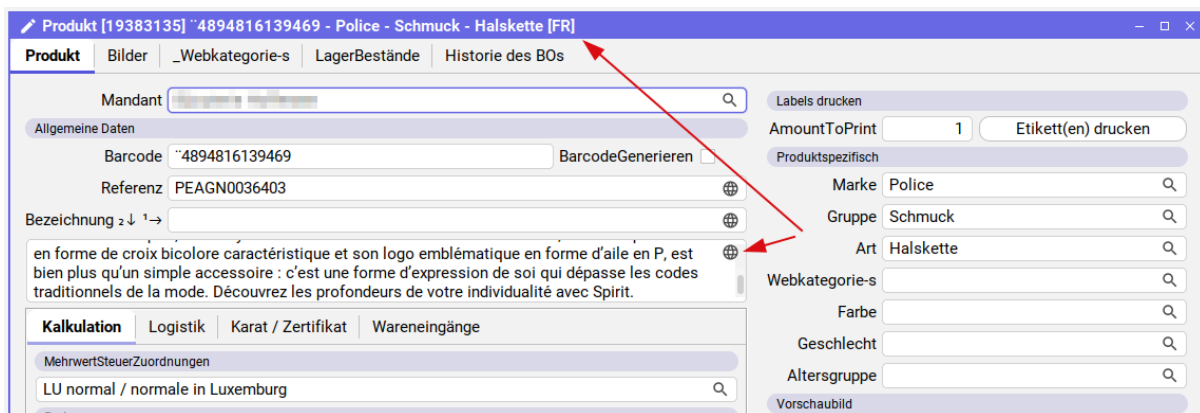 Produkt [19383135] ¨4894816139469 - Police - Schmuck - Halskette [FR]
Produkt Bilder _Webkategorie-s LagerBestände Historie des BOs
Mandant
Allgemeine Daten
Barcode ¨4894816139469 BarcodeGenerieren
Referenz PEAGN0036403
Bezeichnung ₂↓ ¹→
en forme de croix bicolore caractéristique et son logo emblématique en forme d'aile en P, est
bien plus qu'un simple accessoire : c'est une forme d'expression de soi qui dépasse les codes
traditionnels de la mode. Découvrez les profondeurs de votre individualité avec Spirit.
Kalkulation Logistik Karat / Zertifikat Wareneingänge
MehrwertSteuerZuordnungen
LU normal / normale in Luxemburg
Labels drucken
AmountToPrint 1 Etikett(en) drucken
Produktspezifisch
Marke Police
Gruppe Schmuck
Art Halskette
Webkategorie-s
Farbe
Geschlecht
Altersgruppe
Vorschaubild